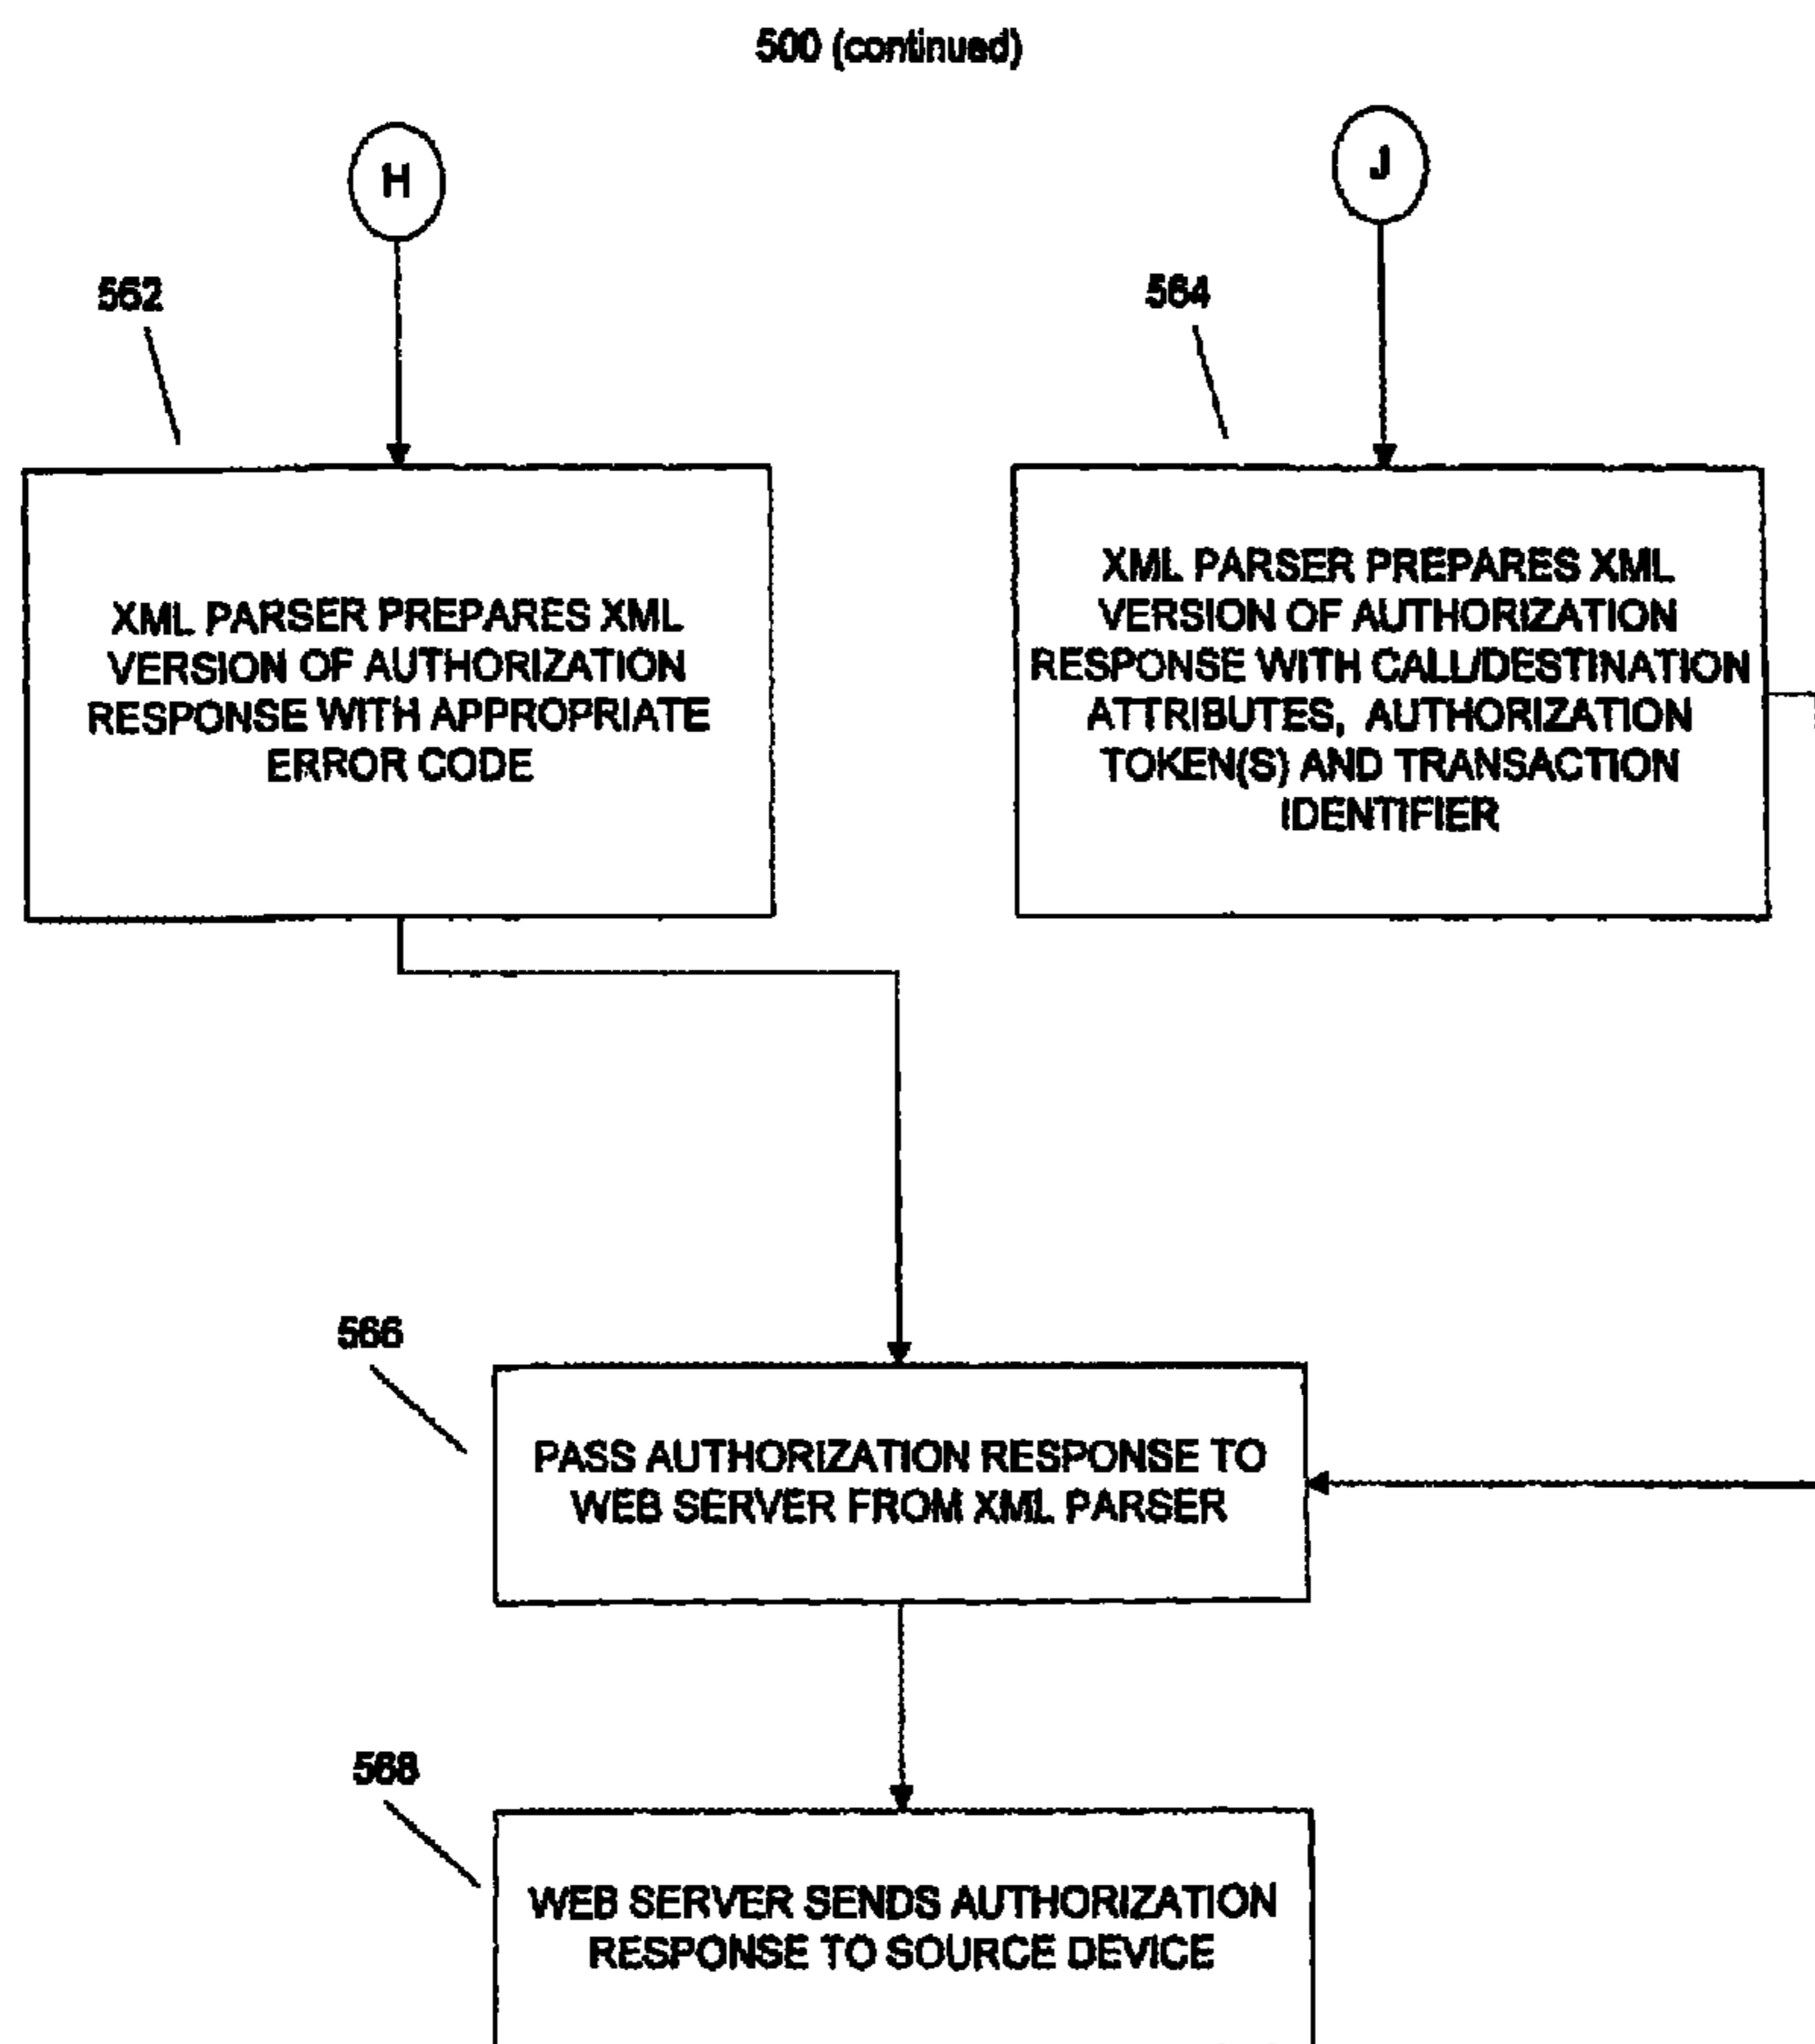 500 (continued)
H
J
562
564
XML PARSER PREPARES XML
VERSION OF AUTHORIZATION
RESPONSE WITH APPROPRIATE
ERROR CODE
XML PARSER PREPARES XML
VERSION OF AUTHORIZATION
RESPONSE WITH CALL/DESTINATION
ATTRIBUTES, AUTHORIZATION
TOKEN(S) AND TRANSACTION
IDENTIFIER
566
PASS AUTHORIZATION RESPONSE TO
WEB SERVER FROM XML PARSER
568
WEB SERVER SENDS AUTHORIZATION
RESPONSE TO SOURCE DEVICE